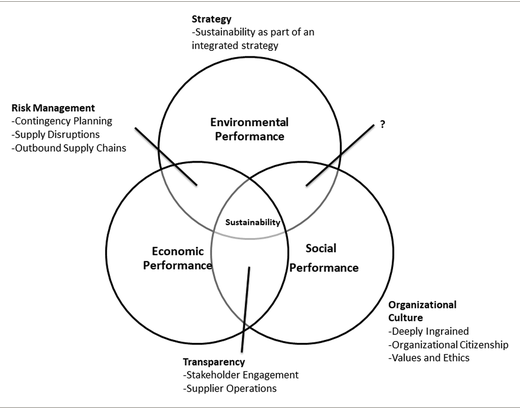 Strategy
-Sustainability as part of an
integrated strategy
Risk Management
-Contingency Planning
-Supply Disruptions
-Outbound Supply Chains
Environmental
Performance
?
Sustainability
Economic
Performance
Social
Performance
Organizational
Culture
-Deeply Ingrained
-Organizational Citizenship
-Values and Ethics
Transparency
-Stakeholder Engagement
-Supplier Operations